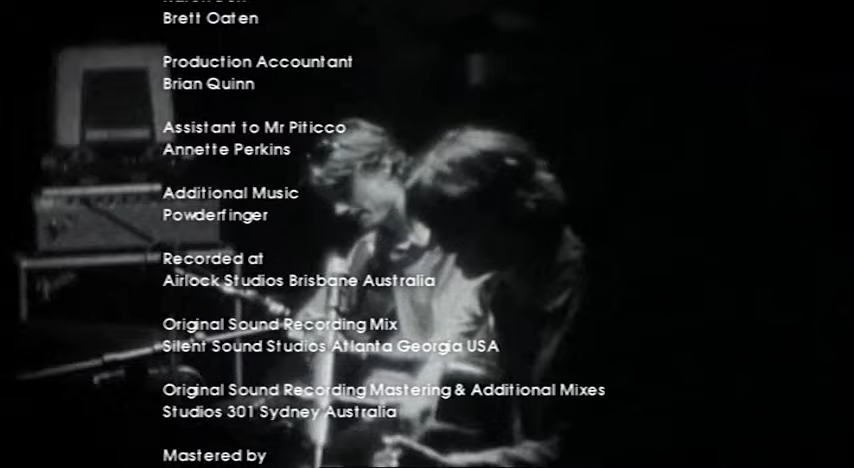 Brett Oaten
Production Accountant
Brian Quinn
Assistant to Mr Piticco
Annette Perkins
Additional Music
Powderfinger
Recorded at
Airlock Studios Brisbane Australia
Original Sound Recording Mix
Silent Sound Studios Atlanta Georgia USA
Original Sound Recording Mastering & Additional Mixes
Studios 301 Sydney Australia
Mastered by